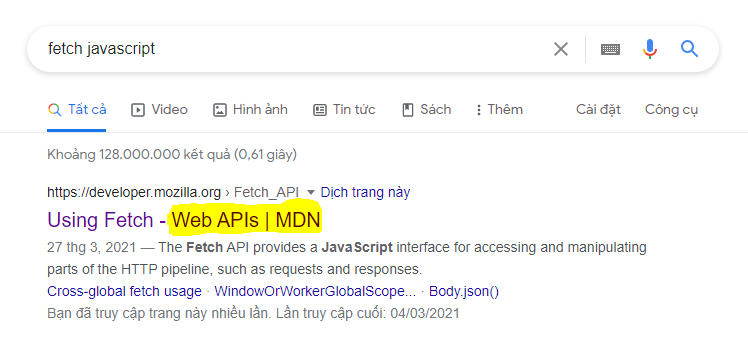 fetch javascript
Tất cả Video Hình ảnh Tin tức Sách Thêm Cài đặt Công cụ
Khoảng 128.000.000 kết quả (0,61 giây)
https://developer.mozilla.org › Fetch_API Dịch trang này
Using Fetch - Web APIs | MDN
27 thg 3, 2021 — The Fetch API provides a JavaScript interface for accessing and manipulating
parts of the HTTP pipeline, such as requests and responses.
Cross-global fetch usage · WindowOrWorkerGlobalScope... · Body.json()
Bạn đã truy cập trang này nhiều lần. Lần truy cập cuối: 04/03/2021